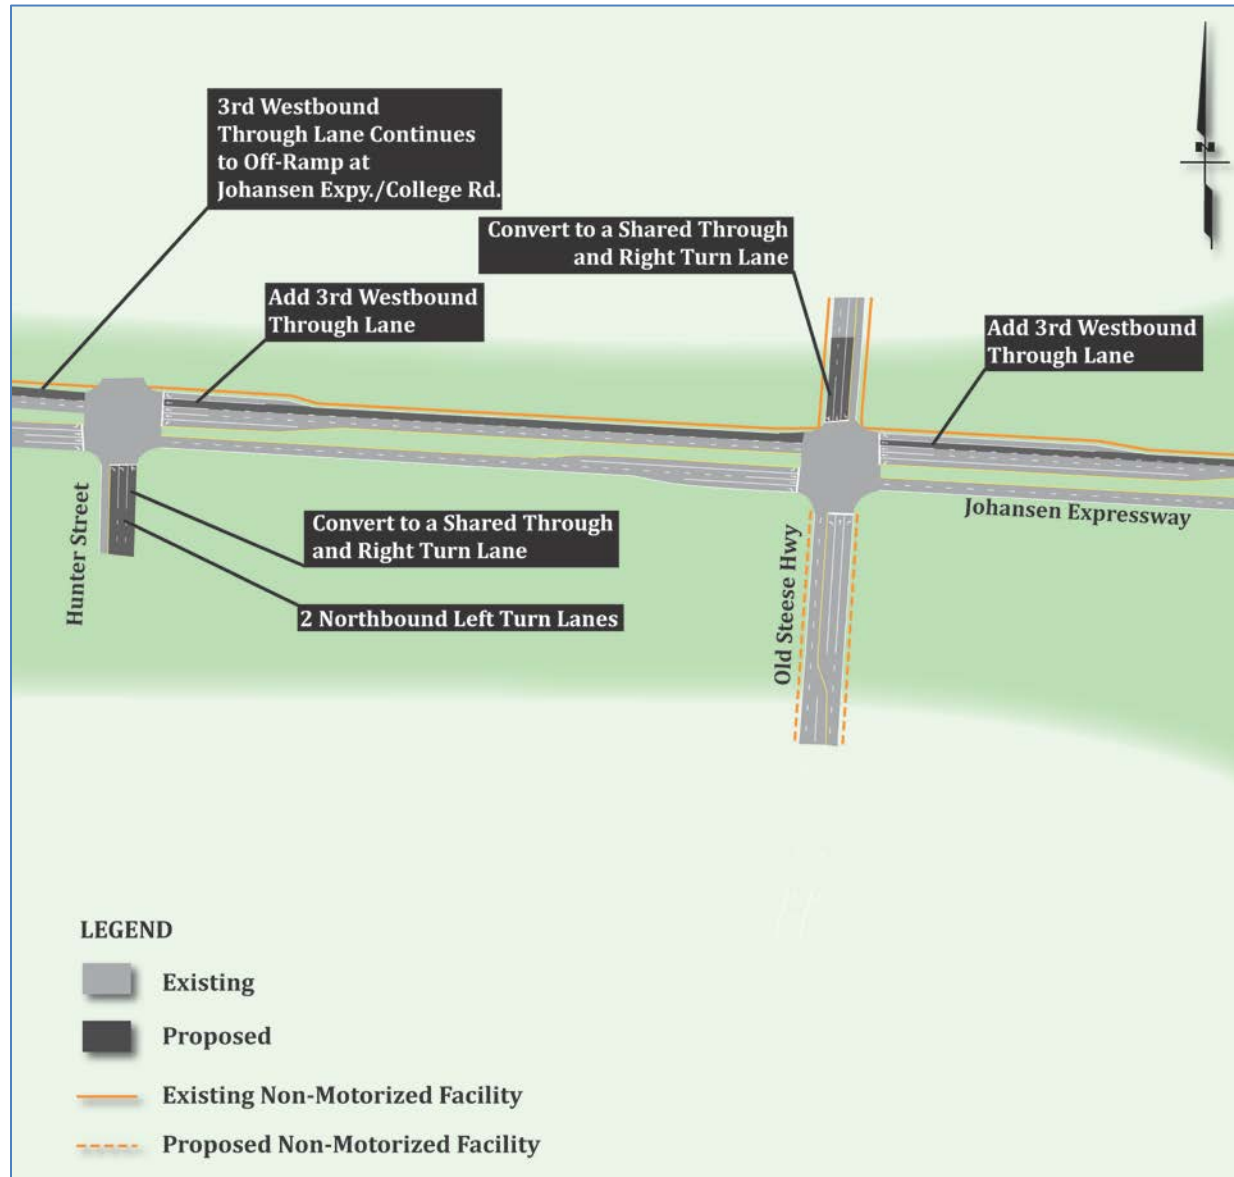 3rd Westbound
Through Lane Continues
to Off-Ramp at
Johansen Expy./College Rd.
N
Convert to a Shared Through
and Right Turn Lane
Add 3rd Westbound
Through Lane
Add 3rd Westbound
Through Lane
Johansen Expressway
Hunter Street
Convert to a Shared Through
and Right Turn Lane
2 Northbound Left Turn Lanes
Old Steese Hwy
LEGEND
Existing
Proposed
Existing Non-Motorized Facility
Proposed Non-Motorized Facility